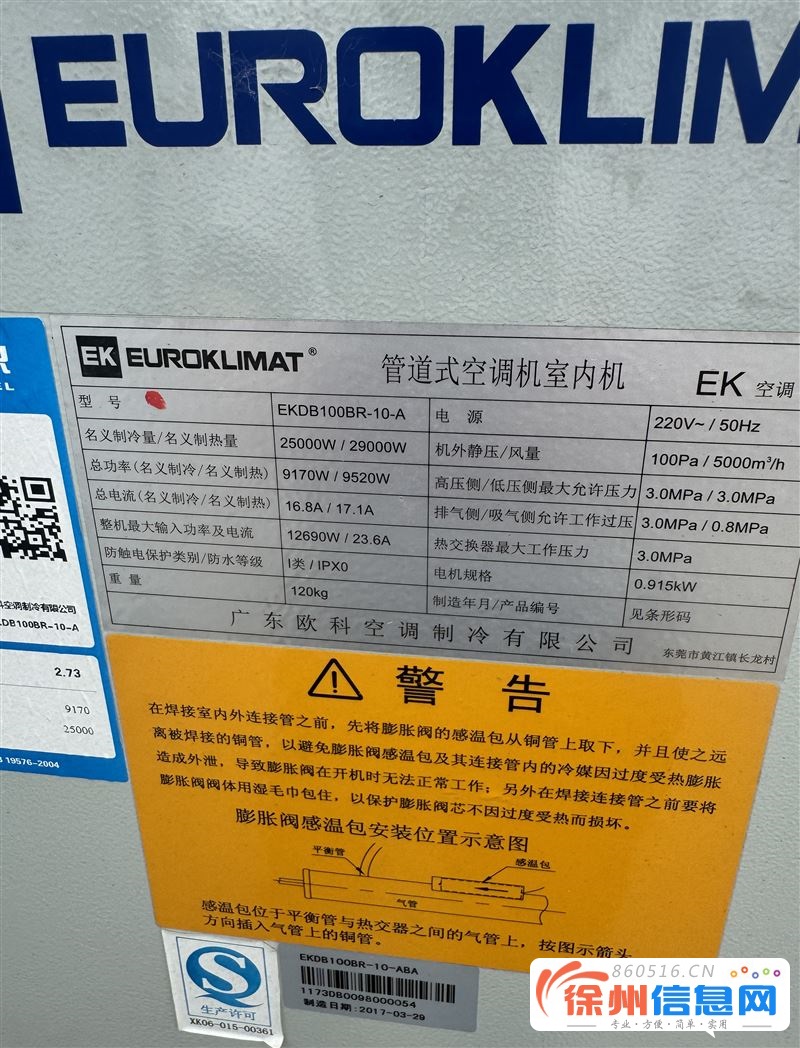 EUROKLIM
EK EUROKLIMAT®
管道式空调机室内机
EK 空调
型号
EKDB100BR-10-A
电源
220V~ / 50Hz
名义制冷量/名义制热量
25000W / 29000W
机外静压/风量
100Pa / 5000m³/h
总功率(名义制冷/名义制热)
9170W / 9520W
高压侧/低压侧最大允许压力
3.0MPa / 3.0MPa
总电流(名义制冷/名义制热)
16.8A / 17.1A
排气侧/吸气侧允许工作过压
3.0MPa / 0.8MPa
整机最大输入功率及电流
12690W / 23.6A
热交换器最大工作压力
3.0MPa
防触电保护类别/防水等级
I类 / IPX0
电机规格
0.915kW
重量
120kg
制造年月/产品编号
见条形码
广东欧科空调制冷有限公司
东莞市黄江镇长龙村
EL
科空调制冷有限公司
DB100BR-10-A
2.73
9170
25000
19576-2004
警告
在焊接室内外连接管之前，先将膨胀阀的感温包从铜管上取下，并且使之远
离被焊接的铜管，以避免膨胀阀感温包及其连接管内的冷媒因过度受热膨胀
造成外泄，导致膨胀阀在开机时无法正常工作；另外在焊接连接管之前要将
膨胀阀阀体用湿毛巾包住，以保护膨胀阀芯不因过度受热而损坏。
膨胀阀感温包安装位置示意图
平衡管
感温包
气管
感温包位于平衡管与热交器之间的气管上，按图示箭头
方向插入气管上的铜管。
生产许可
XK06-015-00361
EKDB100BR-10-ABA
1173DB0098000054
制造日期:2017-03-29
860516.CN
徐州信息网
专业·方便·简单·实用